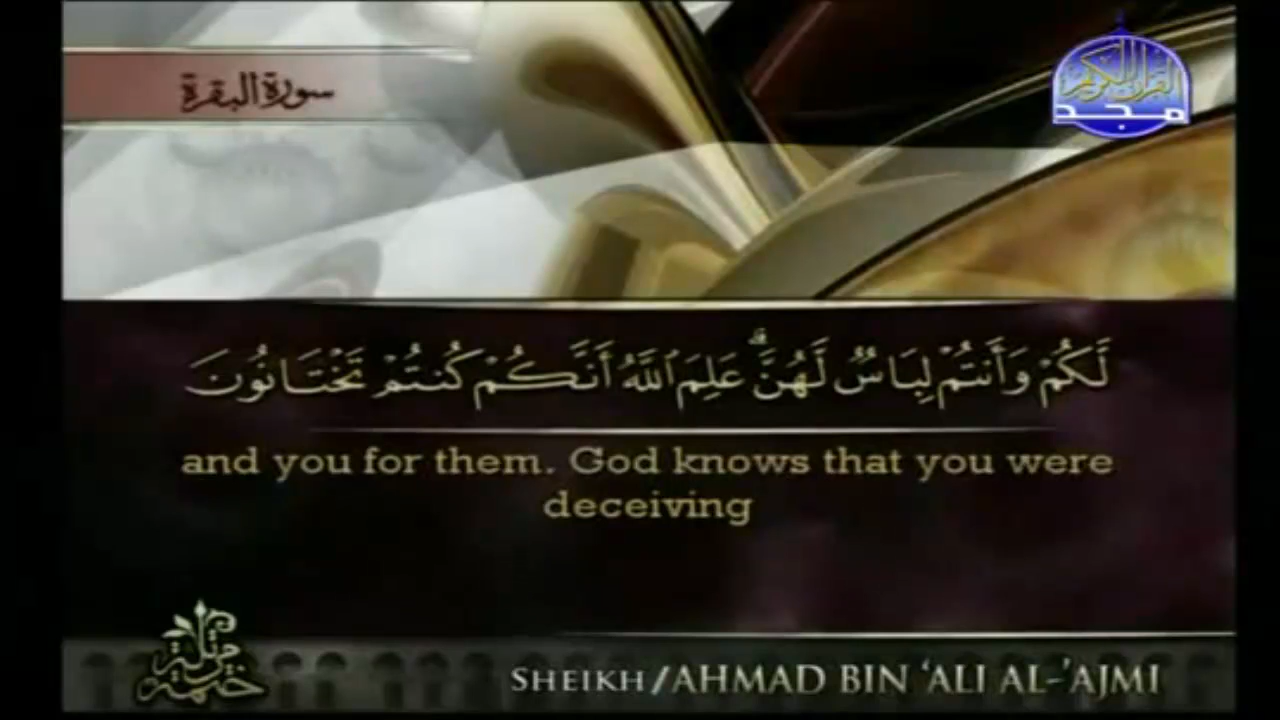 سورة البقرة
القرآن الكريم
مجد
لَّكُمْ وَأَنتُمْ لِبَاسٌ لَّهُنَّ ۗ عَلِمَ ٱللَّهُ أَنَّكُمْ كُنتُمْ تَخْتَانُونَ
and you for them. God knows that you were
deceiving
ختمة مرتلة
SHEIKH/AHMAD BIN ‘ALI AL-’AJMI